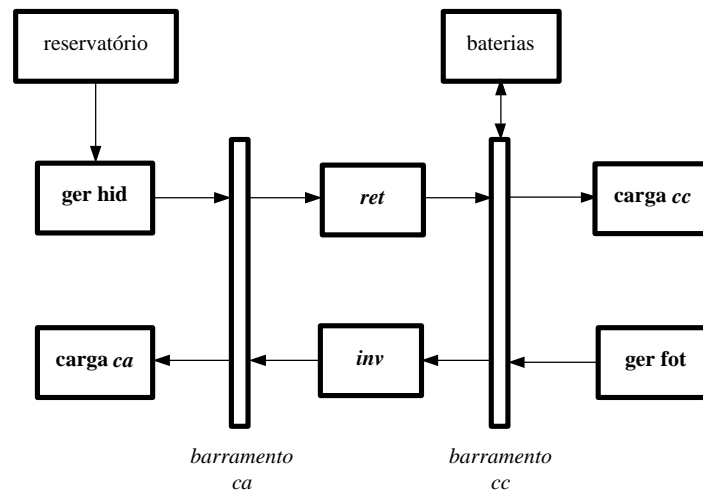 reservatório
baterias
ger hid
ret
carga cc
carga ca
inv
ger fot
barramento
ca
barramento
cc